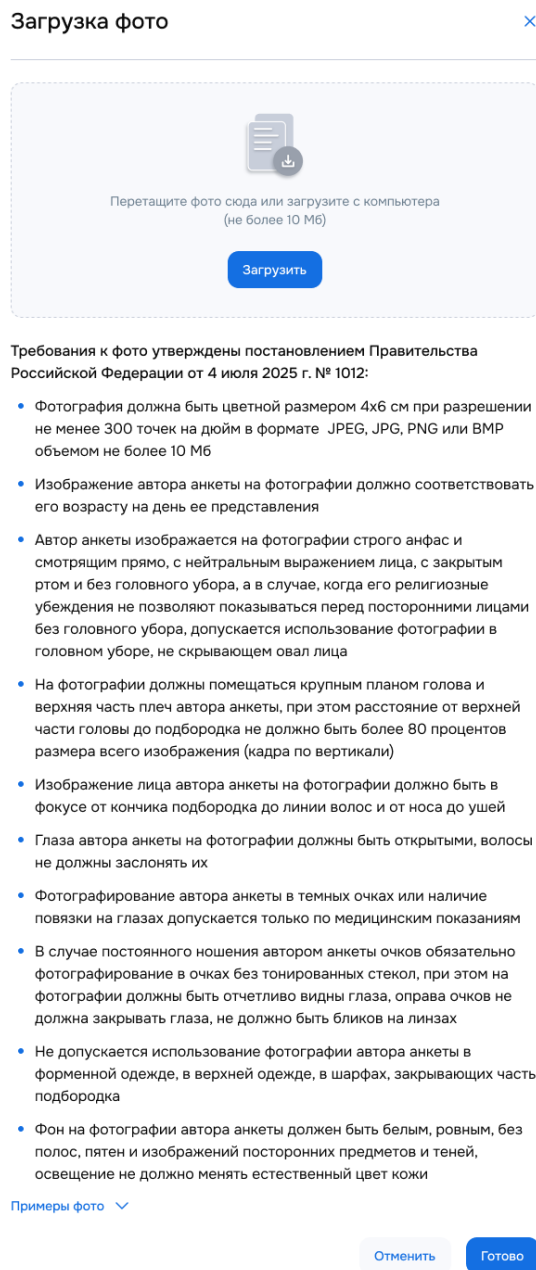 Загрузка фото
Перетащите фото сюда или загрузите с компьютера
(не более 10 Мб)
Загрузить
Требования к фото утверждены постановлением Правительства
Российской Федерации от 4 июля 2025 г. № 1012:
Фотография должна быть цветной размером 4х6 см при разрешении
не менее 300 точек на дюйм в формате JPEG, JPG, PNG или BMP
объемом не более 10 Мб
Изображение автора анкеты на фотографии должно соответствовать
его возрасту на день ее представления
Автор анкеты изображается на фотографии строго анфас и
смотрящим прямо, с нейтральным выражением лица, с закрытым
ртом и без головного убора, а в случае, когда его религиозные
убеждения не позволяют показываться перед посторонними лицами
без головного убора, допускается использование фотографии в
головном уборе, не скрывающем овал лица
На фотографии должны помещаться крупным планом голова и
верхняя часть плеч автора анкеты, при этом расстояние от верхней
части головы до подбородка не должно быть более 80 процентов
размера всего изображения (кадра по вертикали)
Изображение лица автора анкеты на фотографии должно быть в
фокусе от кончика подбородка до линии волос и от носа до ушей
Глаза автора анкеты на фотографии должны быть открытыми, волосы
не должны заслонять их
Фотографирование автора анкеты в темных очках или наличие
повязки на глазах допускается только по медицинским показаниям
В случае постоянного ношения автором анкеты очков обязательно
фотографирование в очках без тонированных стекол, при этом на
фотографии должны быть отчетливо видны глаза, оправа очков не
должна закрывать глаза, не должно быть бликов на линзах
Не допускается использование фотографии автора анкеты в
форменной одежде, в верхней одежде, в шарфах, закрывающих часть
подбородка
Фон на фотографии автора анкеты должен быть белым, ровным, без
полос, пятен и изображений посторонних предметов и теней,
освещение не должно менять естественный цвет кожи
Примеры фото
Отменить
Готово